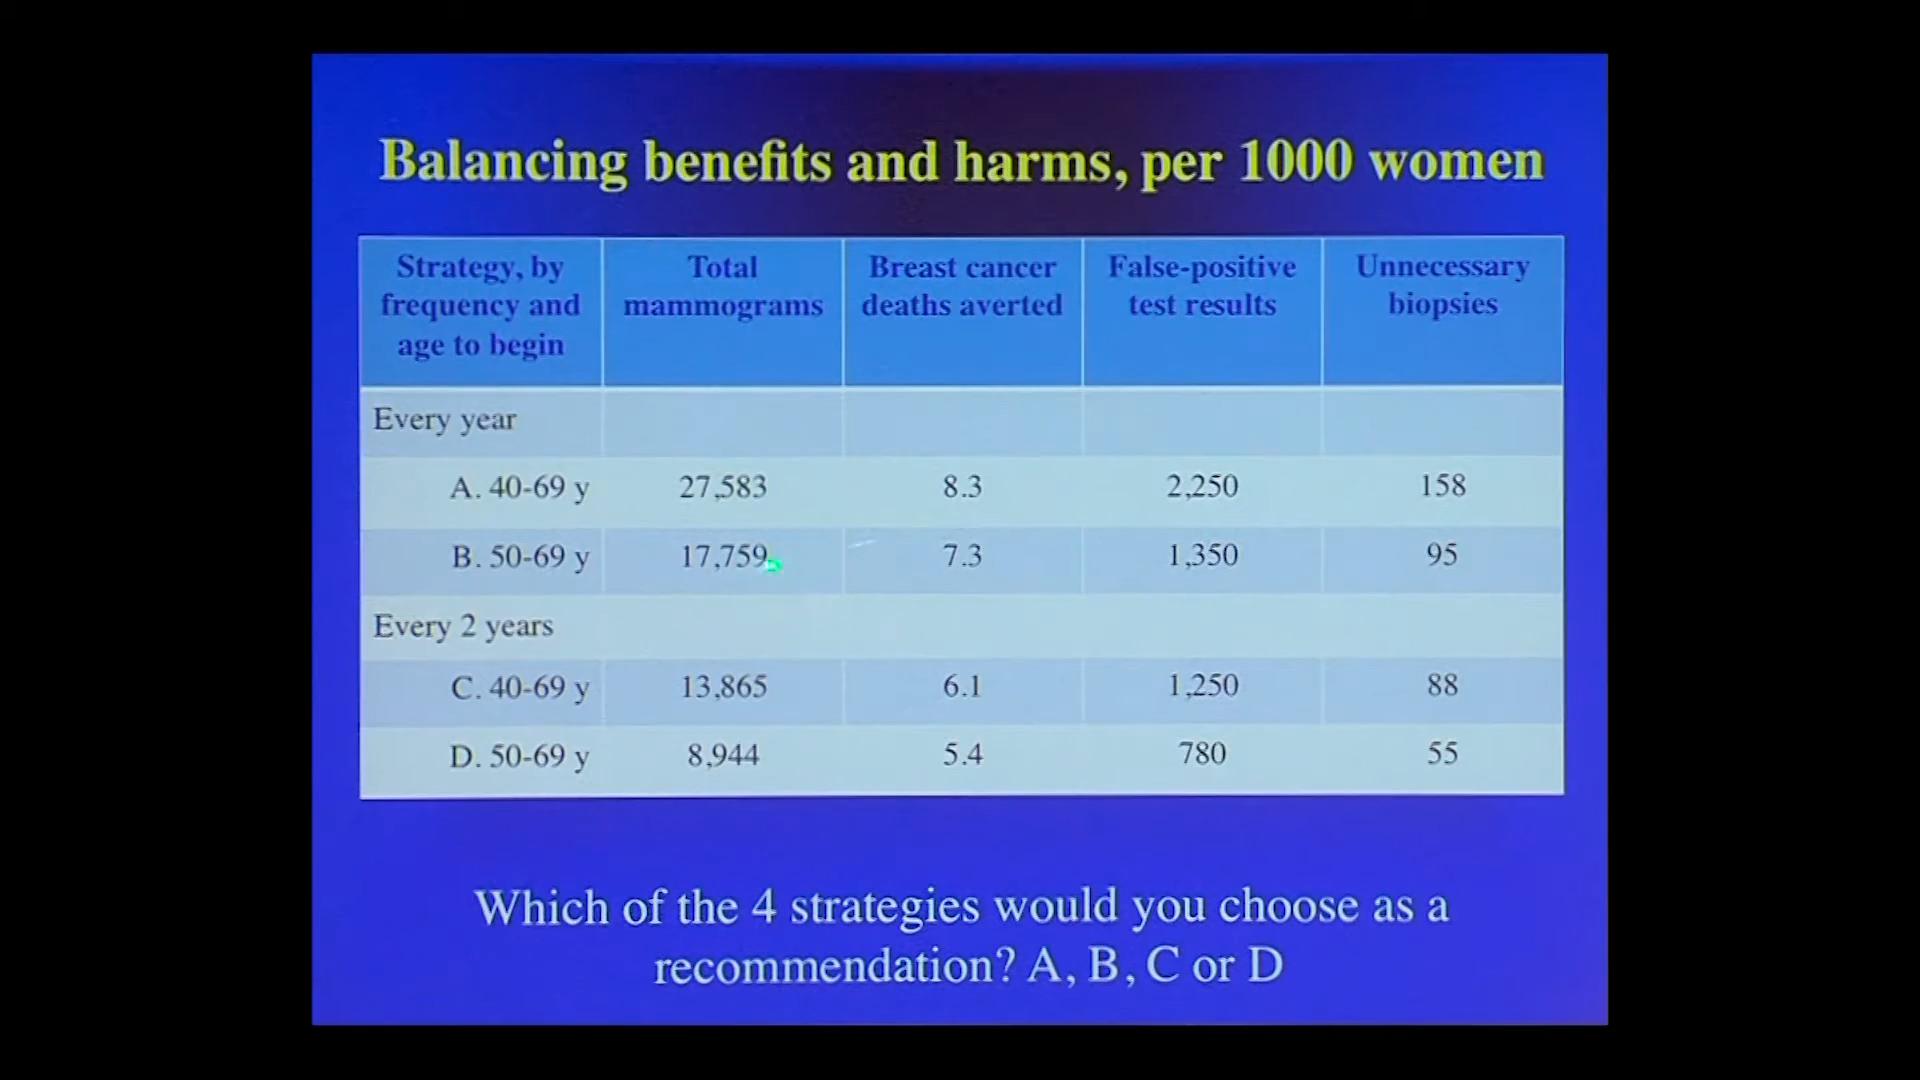 Balancing benefits and harms, per 1000 women
Strategy, by frequency and age to begin
Total mammograms
Breast cancer deaths averted
False-positive test results
Unnecessary biopsies
Every year
A. 40-69 y 27,583 8.3 2,250 158
B. 50-69 y 17,759 7.3 1,350 95
Every 2 years
C. 40-69 y 13,865 6.1 1,250 88
D. 50-69 y 8,944 5.4 780 55
Which of the 4 strategies would you choose as a
recommendation? A, B, C or D